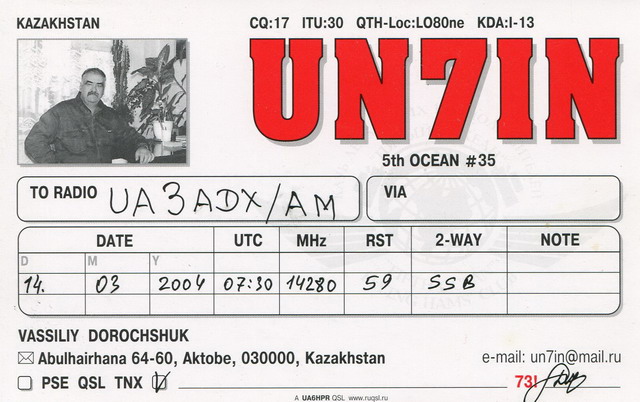 KAZAKHSTAN
CQ:17 ITU:30 QTH-Loc:LO80ne KDA:I-13
UN7IN
5th OCEAN #35
TO RADIO UA3ADX/AM VIA
DATE UTC MHz RST 2-WAY NOTE
D M Y
14. 03 2004 07:30 14280 59 SSB
VASSILIY DOROCHSHUK
Abulhairhana 64-60, Aktobe, 030000, Kazakhstan e-mail: un7in@mail.ru
PSE QSL TNX 73!
A UA6HPR QSL www.ruqsl.ru